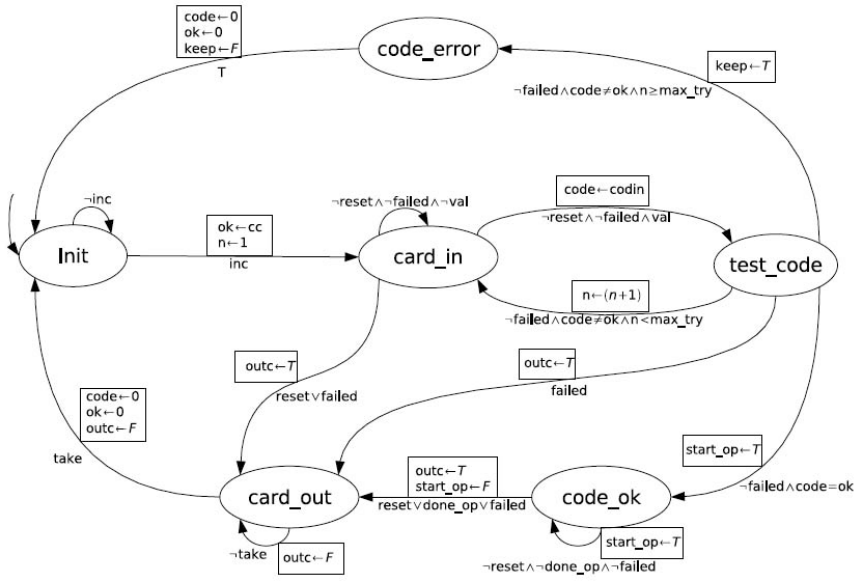 code←0
ok←0
keep←F
T
code_error
keep←T
¬failed∧code≠ok∧n≥max_try
¬inc
¬reset∧¬failed∧¬val
code←codin
¬reset∧¬failed∧val
ok←cc
n←1
inc
Init
card_in
test_code
n←(n+1)
¬failed∧code≠ok∧n<max_try
outc←T
reset∨failed
outc←T
failed
code←0
ok←0
outc←F
take
start_op←T
¬failed∧code=ok
outc←T
start_op←F
reset∨done_op∨failed
card_out
code_ok
¬take
outc←F
start_op←T
¬reset∧¬done_op∧¬failed